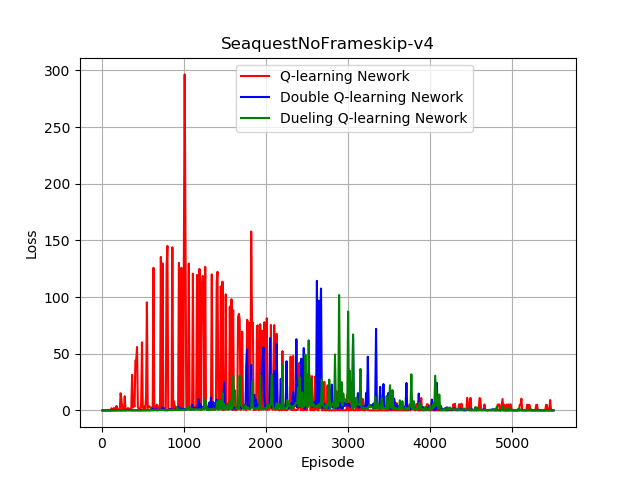 SeaquestNoFrameskip-v4
Q-learning Nework
Double Q-learning Nework
Dueling Q-learning Nework
300
250
200
150
100
50
0
Loss
0 1000 2000 3000 4000 5000
Episode